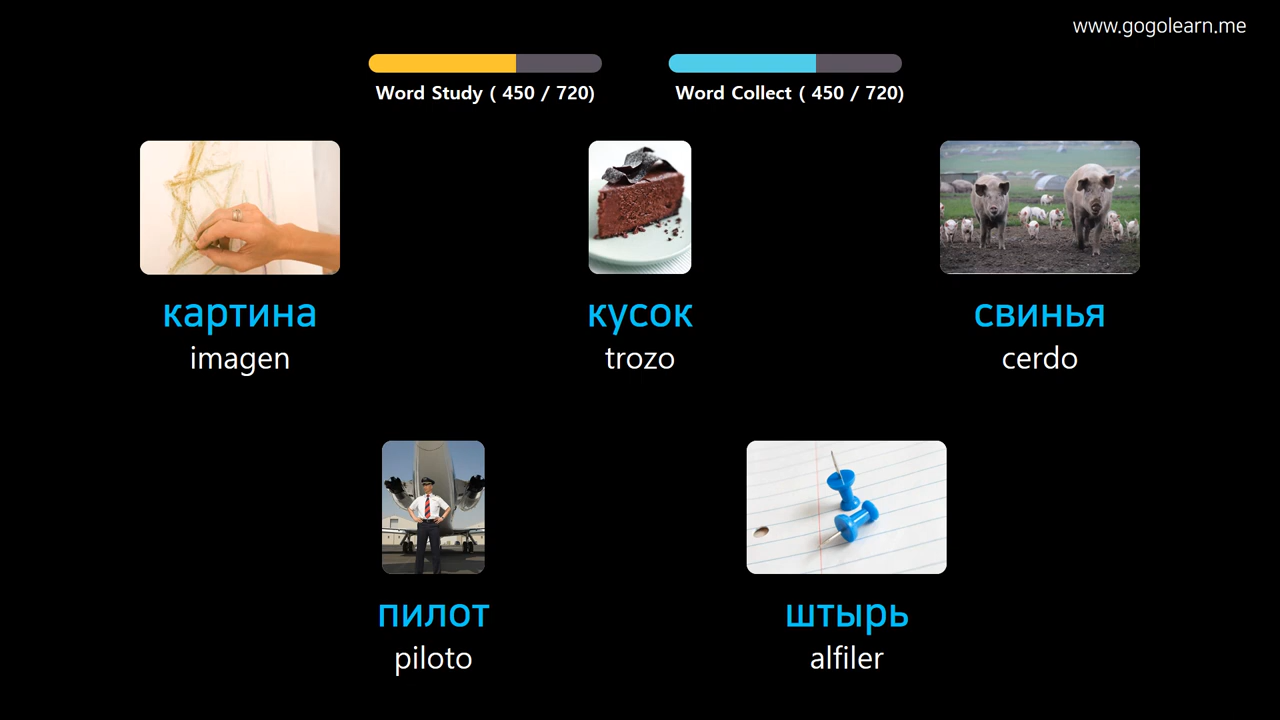 www.gogolearn.me
Word Study ( 450 / 720)
Word Collect ( 450 / 720)
картина
imagen
кусок
trozo
свинья
cerdo
пилот
piloto
штырь
alfiler